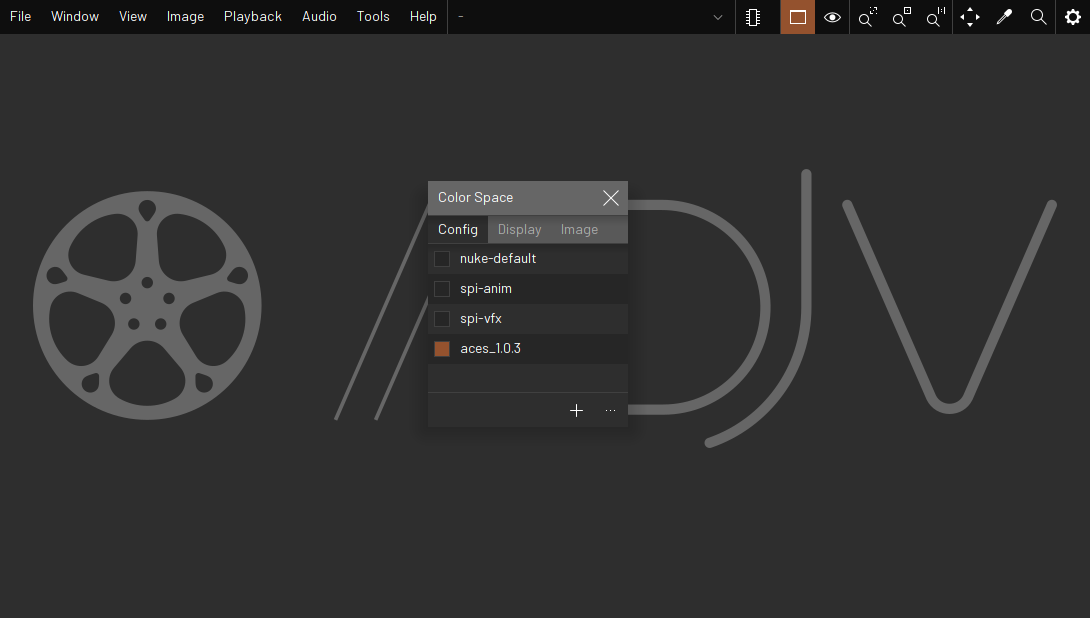 File Window View Image Playback Audio Tools Help -
DJV
Color Space
Config Display Image
nuke-default
spi-anim
spi-vfx
aces_1.0.3